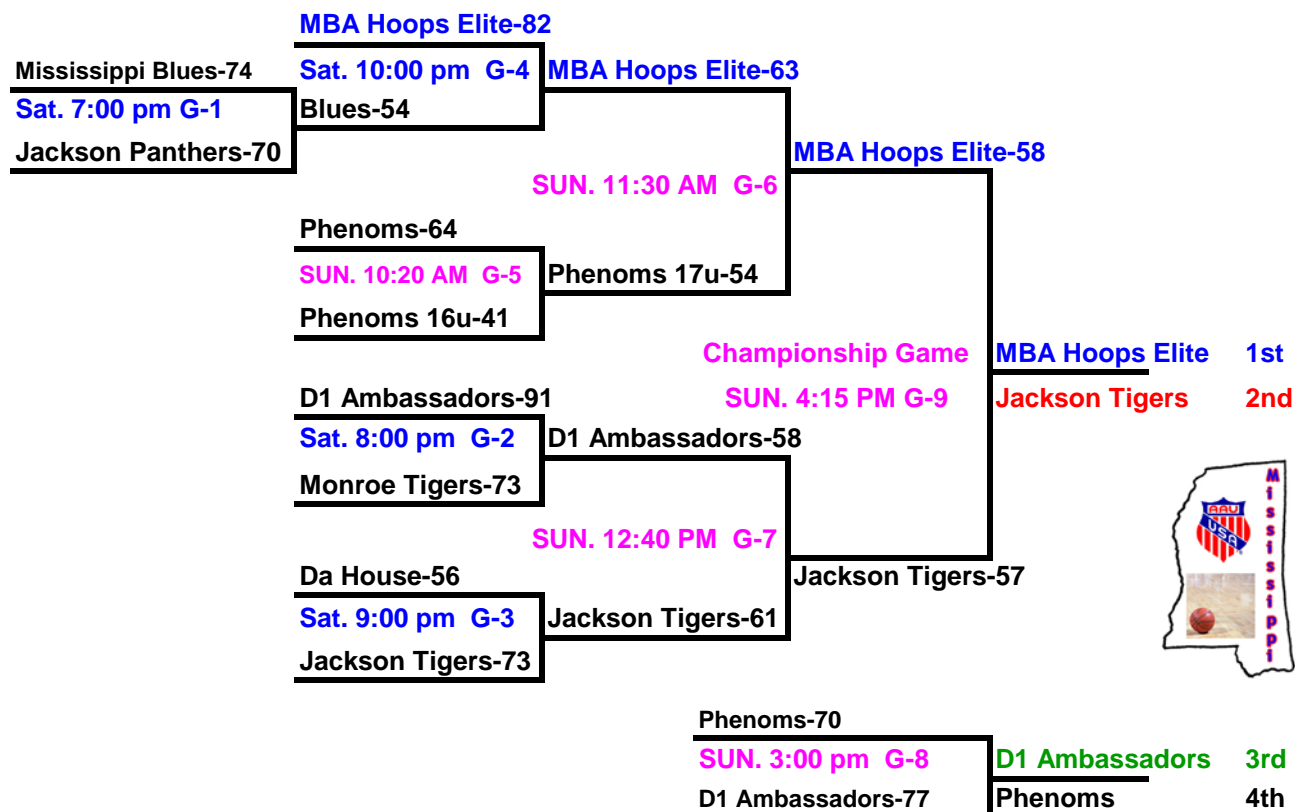 MBA Hoops Elite-82
Mississippi Blues-74
Sat. 10:00 pm G-4
MBA Hoops Elite-63
Sat. 7:00 pm G-1
Blues-54
Jackson Panthers-70
MBA Hoops Elite-58
SUN. 11:30 AM G-6
Phenoms-64
SUN. 10:20 AM G-5
Phenoms 17u-54
Phenoms 16u-41
Championship Game
MBA Hoops Elite 1st
D1 Ambassadors-91
SUN. 4:15 PM G-9
Jackson Tigers 2nd
Sat. 8:00 pm G-2
D1 Ambassadors-58
Monroe Tigers-73
SUN. 12:40 PM G-7
Da House-56
Jackson Tigers-57
Sat. 9:00 pm G-3
Jackson Tigers-61
Jackson Tigers-73
Mississippi
AAU
USA
Phenoms-70
SUN. 3:00 pm G-8
D1 Ambassadors 3rd
D1 Ambassadors-77
Phenoms 4th